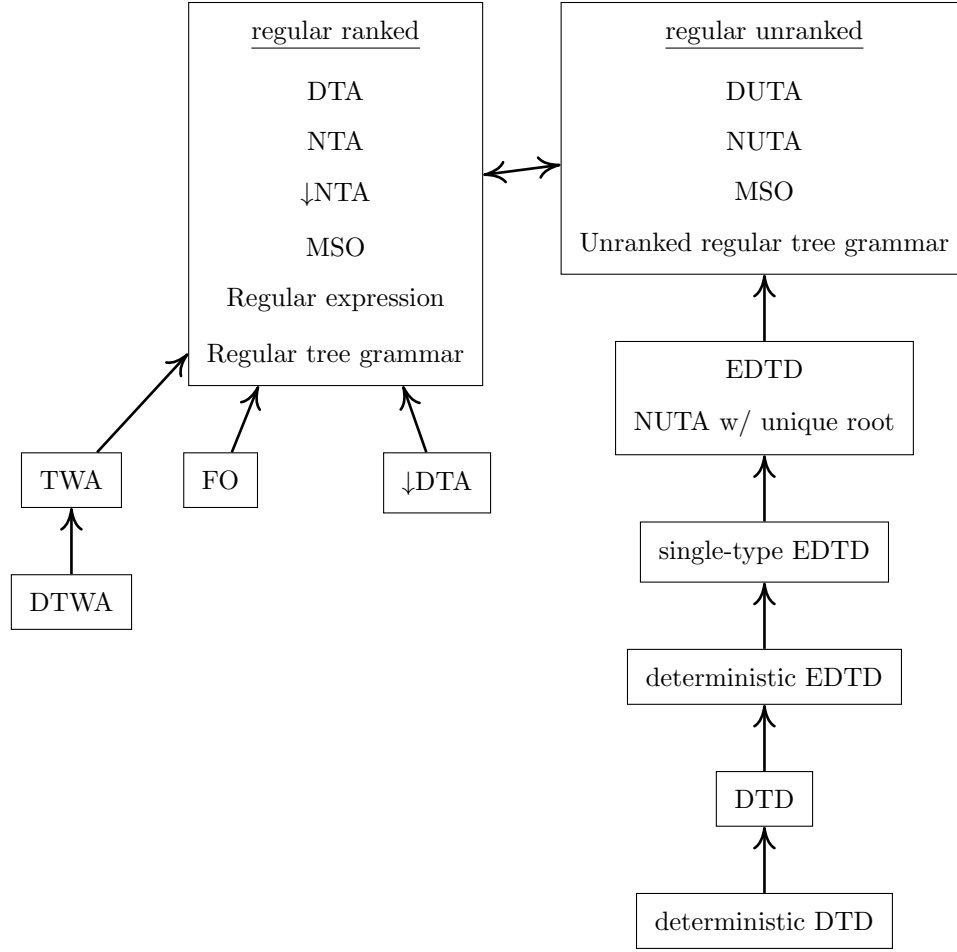 regular ranked
DTA
NTA
↓NTA
MSO
Regular expression
Regular tree grammar
regular unranked
DUTA
NUTA
MSO
Unranked regular tree grammar
EDTD
NUTA w/ unique root
TWA
FO
↓DTA
single-type EDTD
DTWA
deterministic EDTD
DTD
deterministic DTD